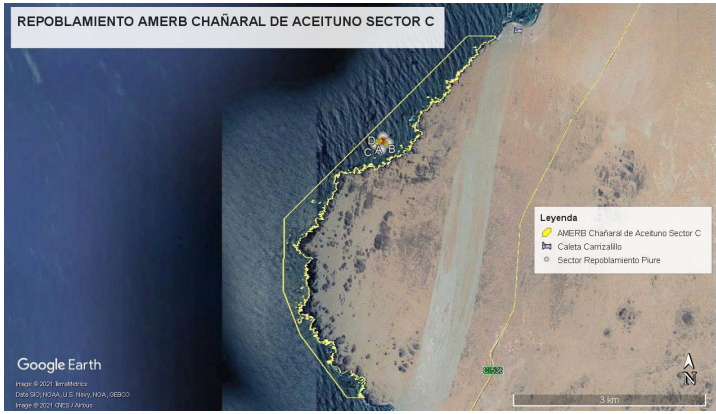 REPOBLAMIENTO AMERB CHAÑARAL DE ACEITUNO SECTOR C
D
A B
C
Leyenda
AMERB Chañaral de Aceituno Sector C
Caleta Carrizalillo
Sector Repoblamiento Piure
Google Earth
Image © 2021 TerraMetrics
Data SIO, NOAA, U.S. Navy, NGA, GEBCO
Image © 2021 CNES / Airbus
N
3 km